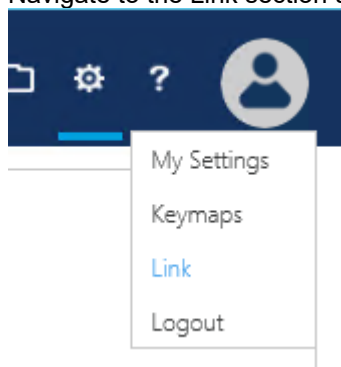 Navigate to the Link section
?
My Settings
Keymaps
Link
Logout